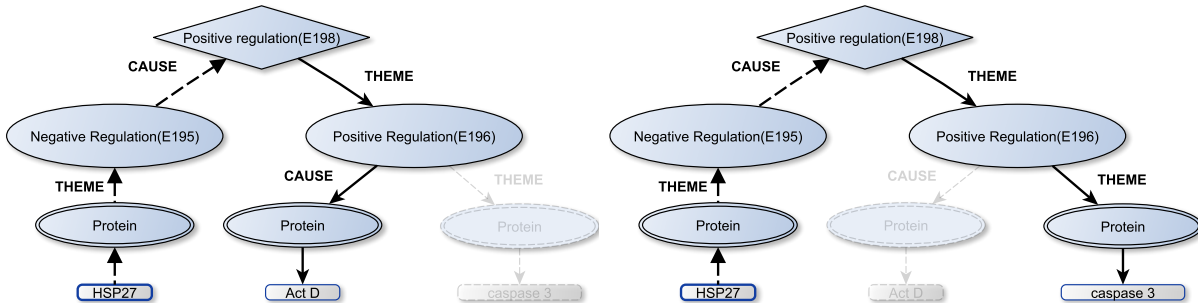 Positive regulation(E198)
CAUSE
THEME
Negative Regulation(E195)
Positive Regulation(E196)
THEME
CAUSE
THEME
Protein
Protein
Protein
HSP27
Act D
caspase 3
Positive regulation(E198)
CAUSE
THEME
Negative Regulation(E195)
Positive Regulation(E196)
THEME
CAUSE
THEME
Protein
Protein
Protein
HSP27
Act D
caspase 3